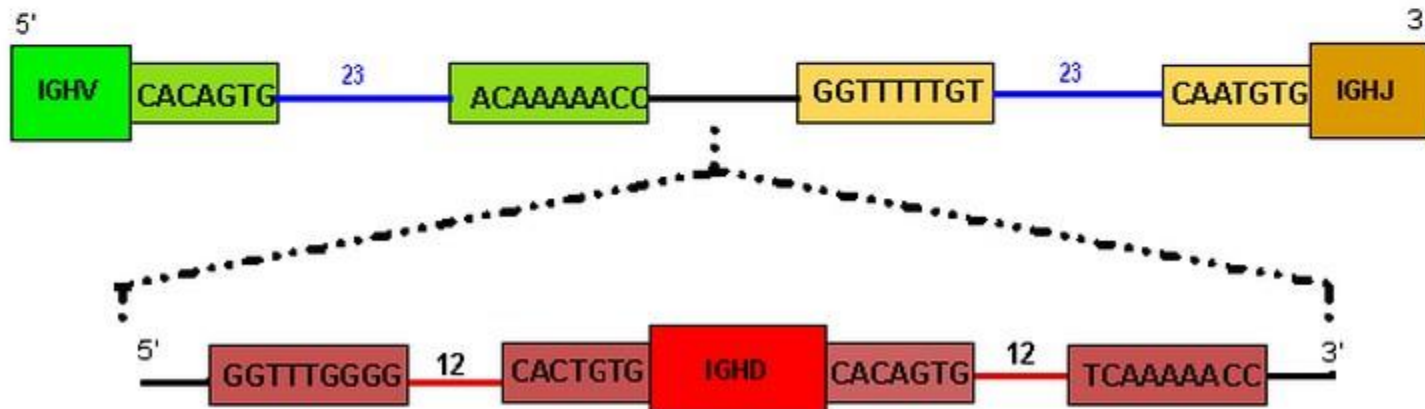 5' 3'
IGHV CACAGTG 23 ACAAAAACC GGTTTTTGT 23 CAATGTG IGHJ
5' GGTTTGGGG 12 CACTGTG IGHD CACAGTG 12 TCAAAAACC 3'